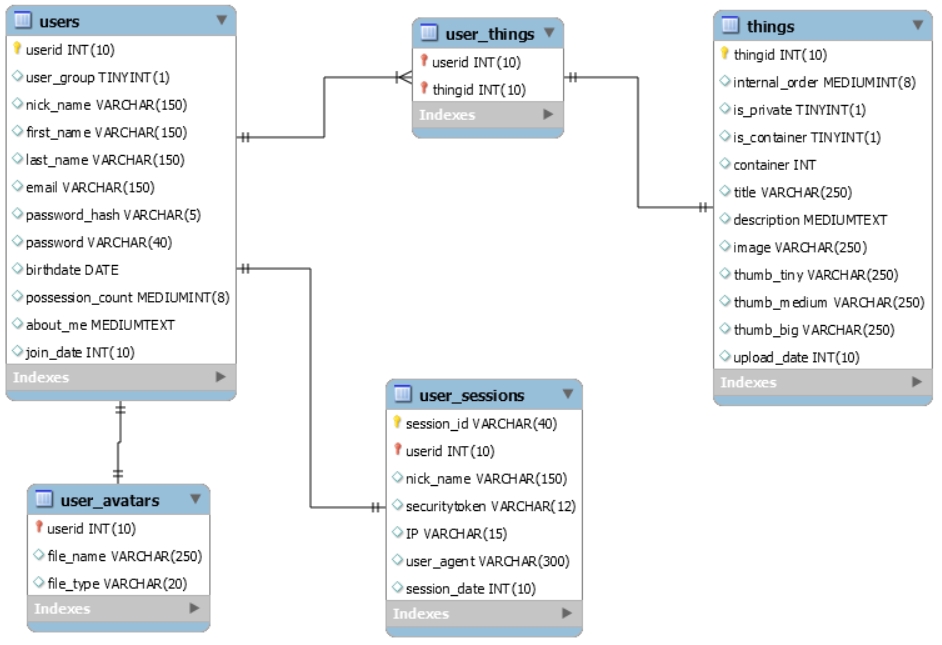 users
userid INT(10)
user_group TINYINT(1)
nick_name VARCHAR(150)
first_name VARCHAR(150)
last_name VARCHAR(150)
email VARCHAR(150)
password_hash VARCHAR(5)
password VARCHAR(40)
birthdate DATE
possession_count MEDIUMINT(8)
about_me MEDIUMTEXT
join_date INT(10)
Indexes
user_things
userid INT(10)
thingid INT(10)
Indexes
things
thingid INT(10)
internal_order MEDIUMINT(8)
is_private TINYINT(1)
is_container TINYINT(1)
container INT
title VARCHAR(250)
description MEDIUMTEXT
image VARCHAR(250)
thumb_tiny VARCHAR(250)
thumb_medium VARCHAR(250)
thumb_big VARCHAR(250)
upload_date INT(10)
Indexes
user_avatars
userid INT(10)
file_name VARCHAR(250)
file_type VARCHAR(20)
Indexes
user_sessions
session_id VARCHAR(40)
userid INT(10)
nick_name VARCHAR(150)
securitytoken VARCHAR(12)
IP VARCHAR(15)
user_agent VARCHAR(300)
session_date INT(10)
Indexes